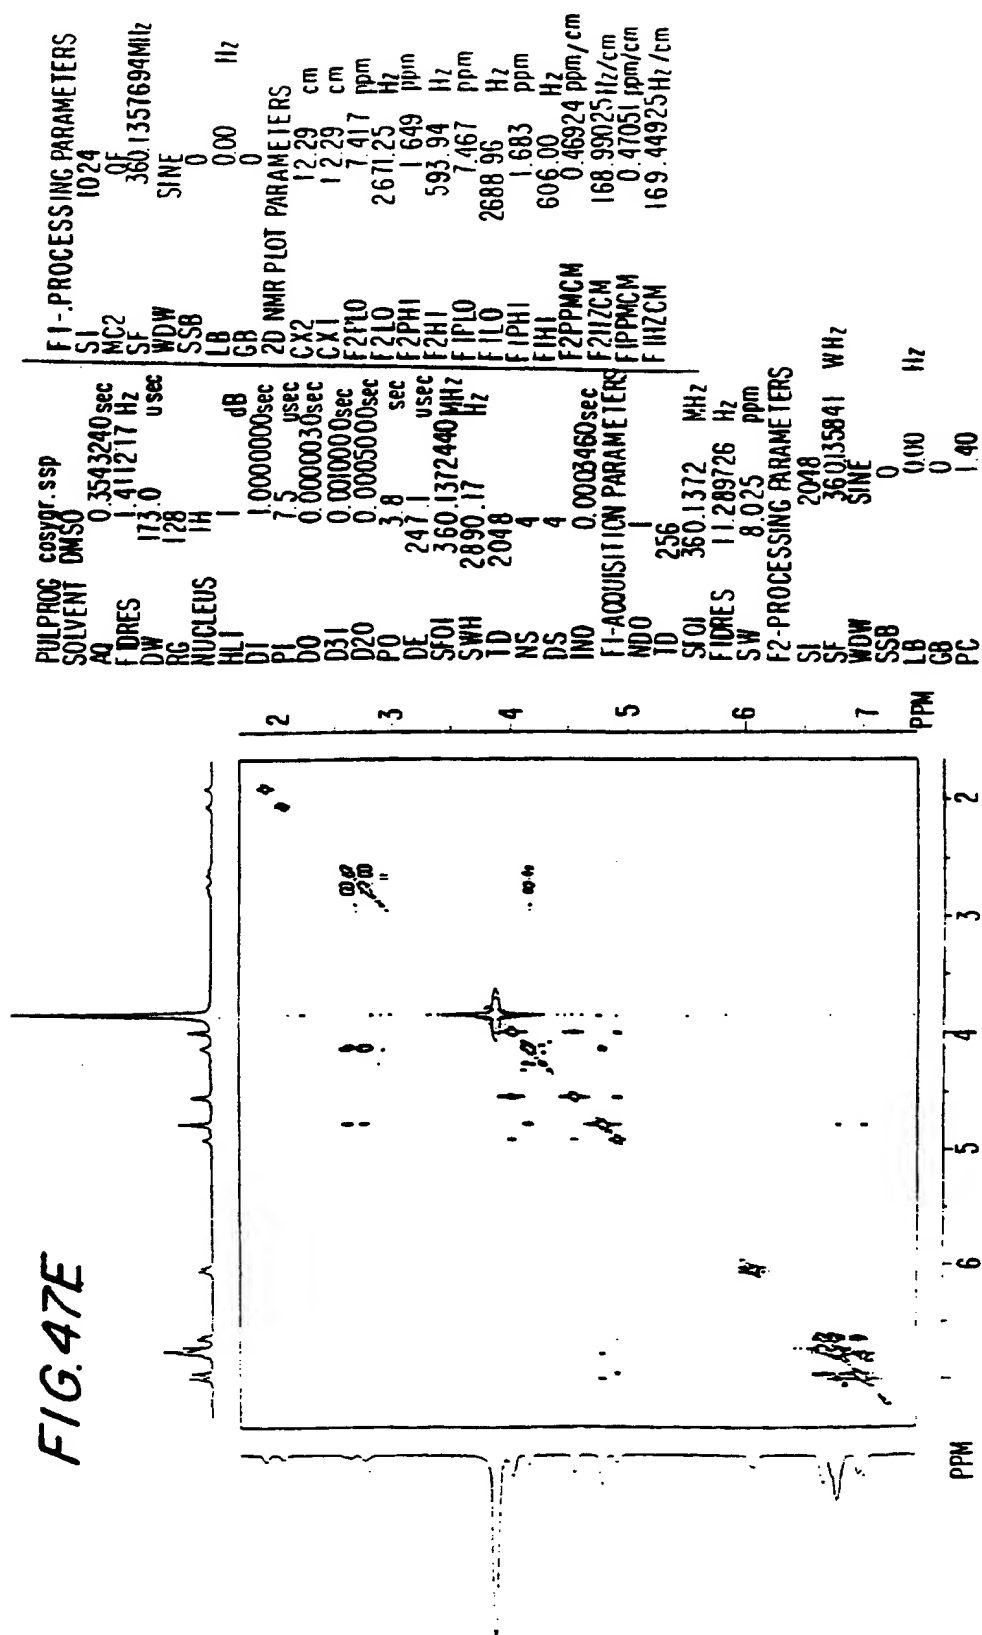 FIG.47E
PULPROG cosygr.ssp
SOLVENT DMSO
AQ 0.3543240sec
FIDRES 1.411217 Hz
DW 173.0 usec
RG 128
NUCLEUS 1H
HL1 1 dB
D1 1.0000000sec
P1 7.5 usec
D0 0.0000030sec
D31 0.0010000sec
D20 0.0005000sec
P0 3.8 sec
DE 247.1 usec
SFO1 360.1372440MHz
SWH 2890.17 Hz
TD 2048
NS 4
DS 4
IN0 0.0003460sec
F1-ACQUISITION PARAMETERS
ND0 1
TD 256
SFO1 360.1372 MHz
FIDRES 11.289726 Hz
SW 8.025 ppm
F2-PROCESSING PARAMETERS
SI 2048
SF 360.135841 WHz
WDW SINE
SSB 0
LB 0.00 Hz
GB 0
PC 1.40
F1-.PROCESSING PARAMETERS
SI 1024
MC2 QF
SF 360.1357694MHz
WDW SINE
SSB 0
LB 0.00 Hz
GB 0
2D NMR PLOT PARAMETERS
CX2 12.29 cm
CX1 12.29 cm
F2PLO 7.417 ppm
F2LO 2671.25 Hz
F2PHI 1.649 ppm
F2HI 593.94 Hz
F1PLO 7.467 ppm
F1LO 2688.96 Hz
F1PHI 1.683 ppm
F1HI 606.00 Hz
F2PPMCM 0.46924 ppm/cm
F2HZCM 168.99025Hz/cm
F1PPMCM 0.47051 ppm/cm
F1HZCM 169.44925Hz/cm
2
3
4
5
6
7
PPM
PPM
6
5
4
3
2